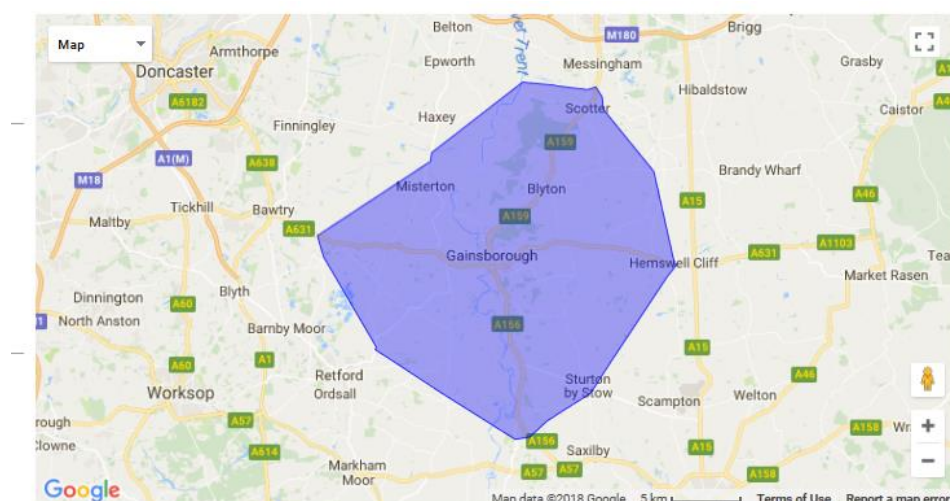 Map
Belton
M180
Brigg
Armthorpe
Epworth
ver Trent
Messingham
Grasby
Doncaster
A6182
Scotter
Hibaldstow
Caistor
Haxey
Finningley
A159
A1(M)
A638
M18
Misterton
Blyton
Brandy Wharf
A46
Maltby
Tickhill
Bawtry
A159
A15
A631
A1103
Gainsborough
Hemswell Cliff
A631
Market Rasen
Dinnington
Blyth
A60
North Anston
Barnby Moor
A156
A1
A15
A60
Retford
Ordsall
Sturton
by Stow
A46
Worksop
Scampton
Welton
A57
A614
A156
Saxilby
A15
A158
Clowne
Markham
Moor
A57
A57
A158
Google
Map data ©2018 Google
5 km
Terms of Use
Report a map error